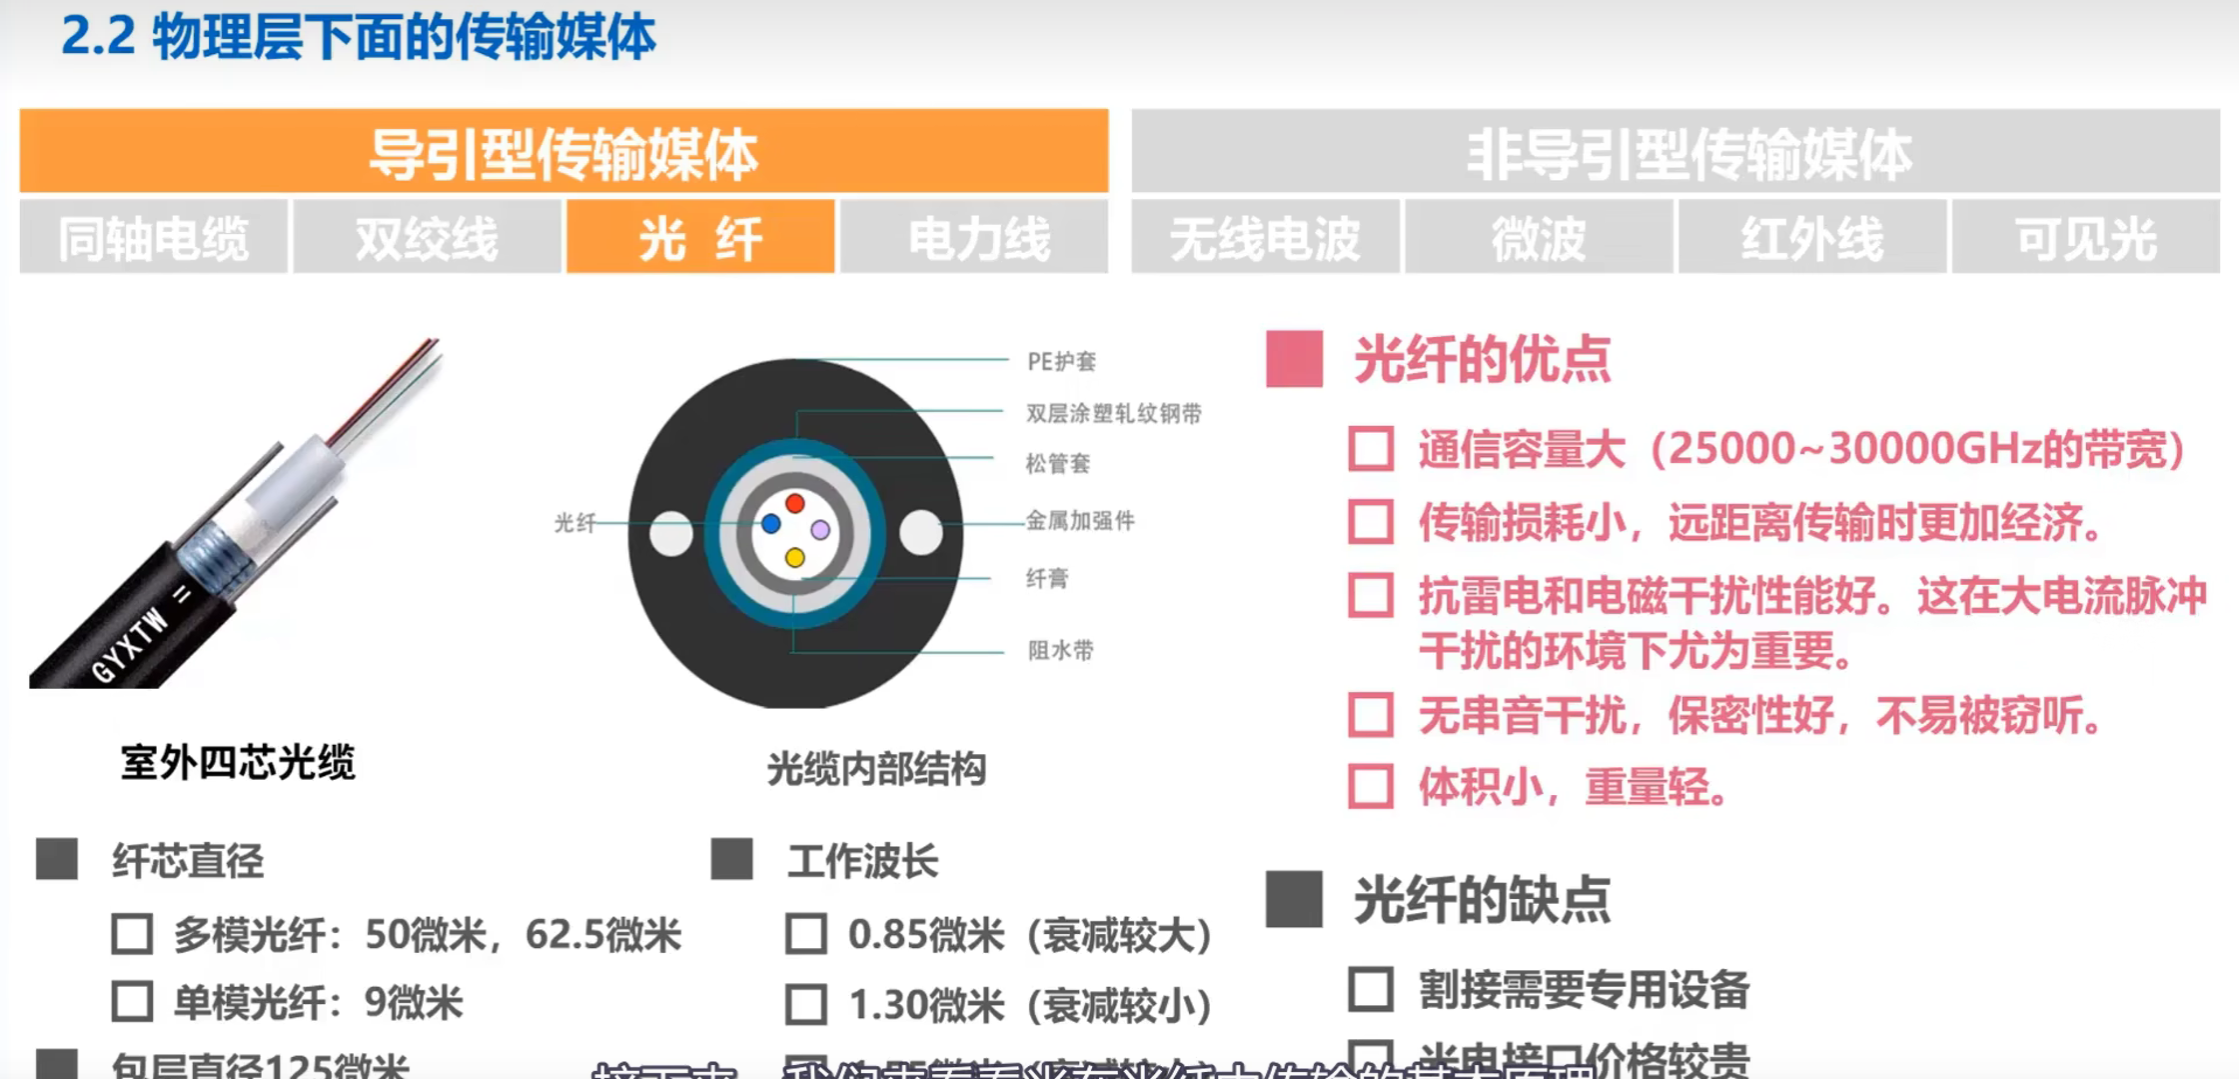 2.2 物理层下面的传输媒体
导引型传输媒体
非导引型传输媒体
同轴电缆
双绞线
光 纤
电力线
无线电波
微波
红外线
可见光
GYXTW =
室外四芯光缆
PE护套
双层涂塑轧纹钢带
松管套
光纤
金属加强件
纤膏
阻水带
光缆内部结构
纤芯直径
多模光纤：50微米，62.5微米
单模光纤：9微米
包层直径125微米
工作波长
0.85微米（衰减较大）
1.30微米（衰减较小）
光纤的优点
通信容量大（25000~30000GHz的带宽）
传输损耗小，远距离传输时更加经济。
抗雷电和电磁干扰性能好。这在大电流脉冲
干扰的环境下尤为重要。
无串音干扰，保密性好，不易被窃听。
体积小，重量轻。
光纤的缺点
割接需要专用设备
光电接口价格较贵